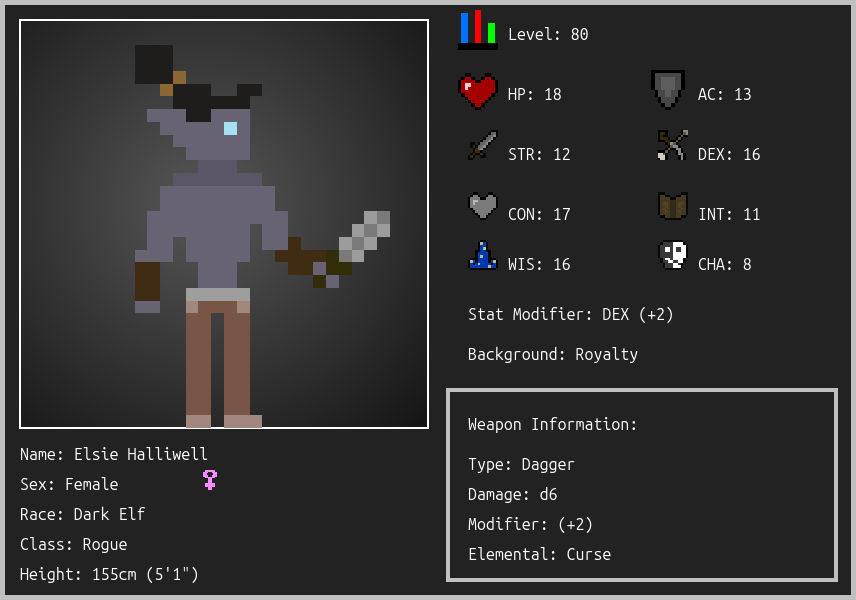 Level: 80
HP: 18
AC: 13
STR: 12
DEX: 16
CON: 17
INT: 11
WIS: 16
CHA: 8
Stat Modifier: DEX (+2)
Background: Royalty
Weapon Information:
Type: Dagger
Damage: d6
Modifier: (+2)
Elemental: Curse
Name: Elsie Halliwell
Sex: Female
Race: Dark Elf
Class: Rogue
Height: 155cm (5'1")